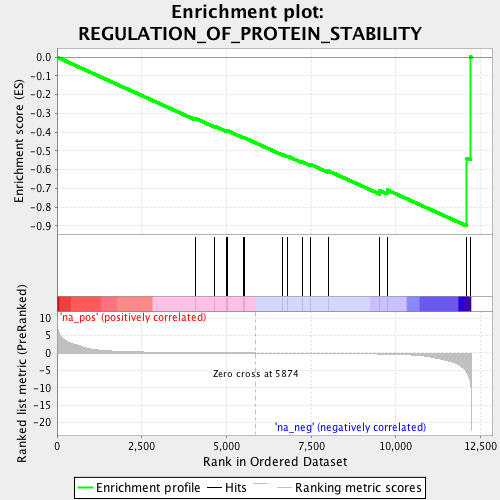 Enrichment plot:
REGULATION_OF_PROTEIN_STABILITY
Enrichment score (ES)
0.0
-0.1
-0.2
-0.3
-0.4
-0.5
-0.6
-0.7
-0.8
-0.9
Ranked list metric (PreRanked)
10
5
0
-5
-10
-15
-20
'na_pos' (positively correlated)
Zero cross at 5874
'na_neg' (negatively correlated)
0
2,500
5,000
7,500
10,000
12,500
Rank in Ordered Dataset
Enrichment profile
Hits
Ranking metric scores